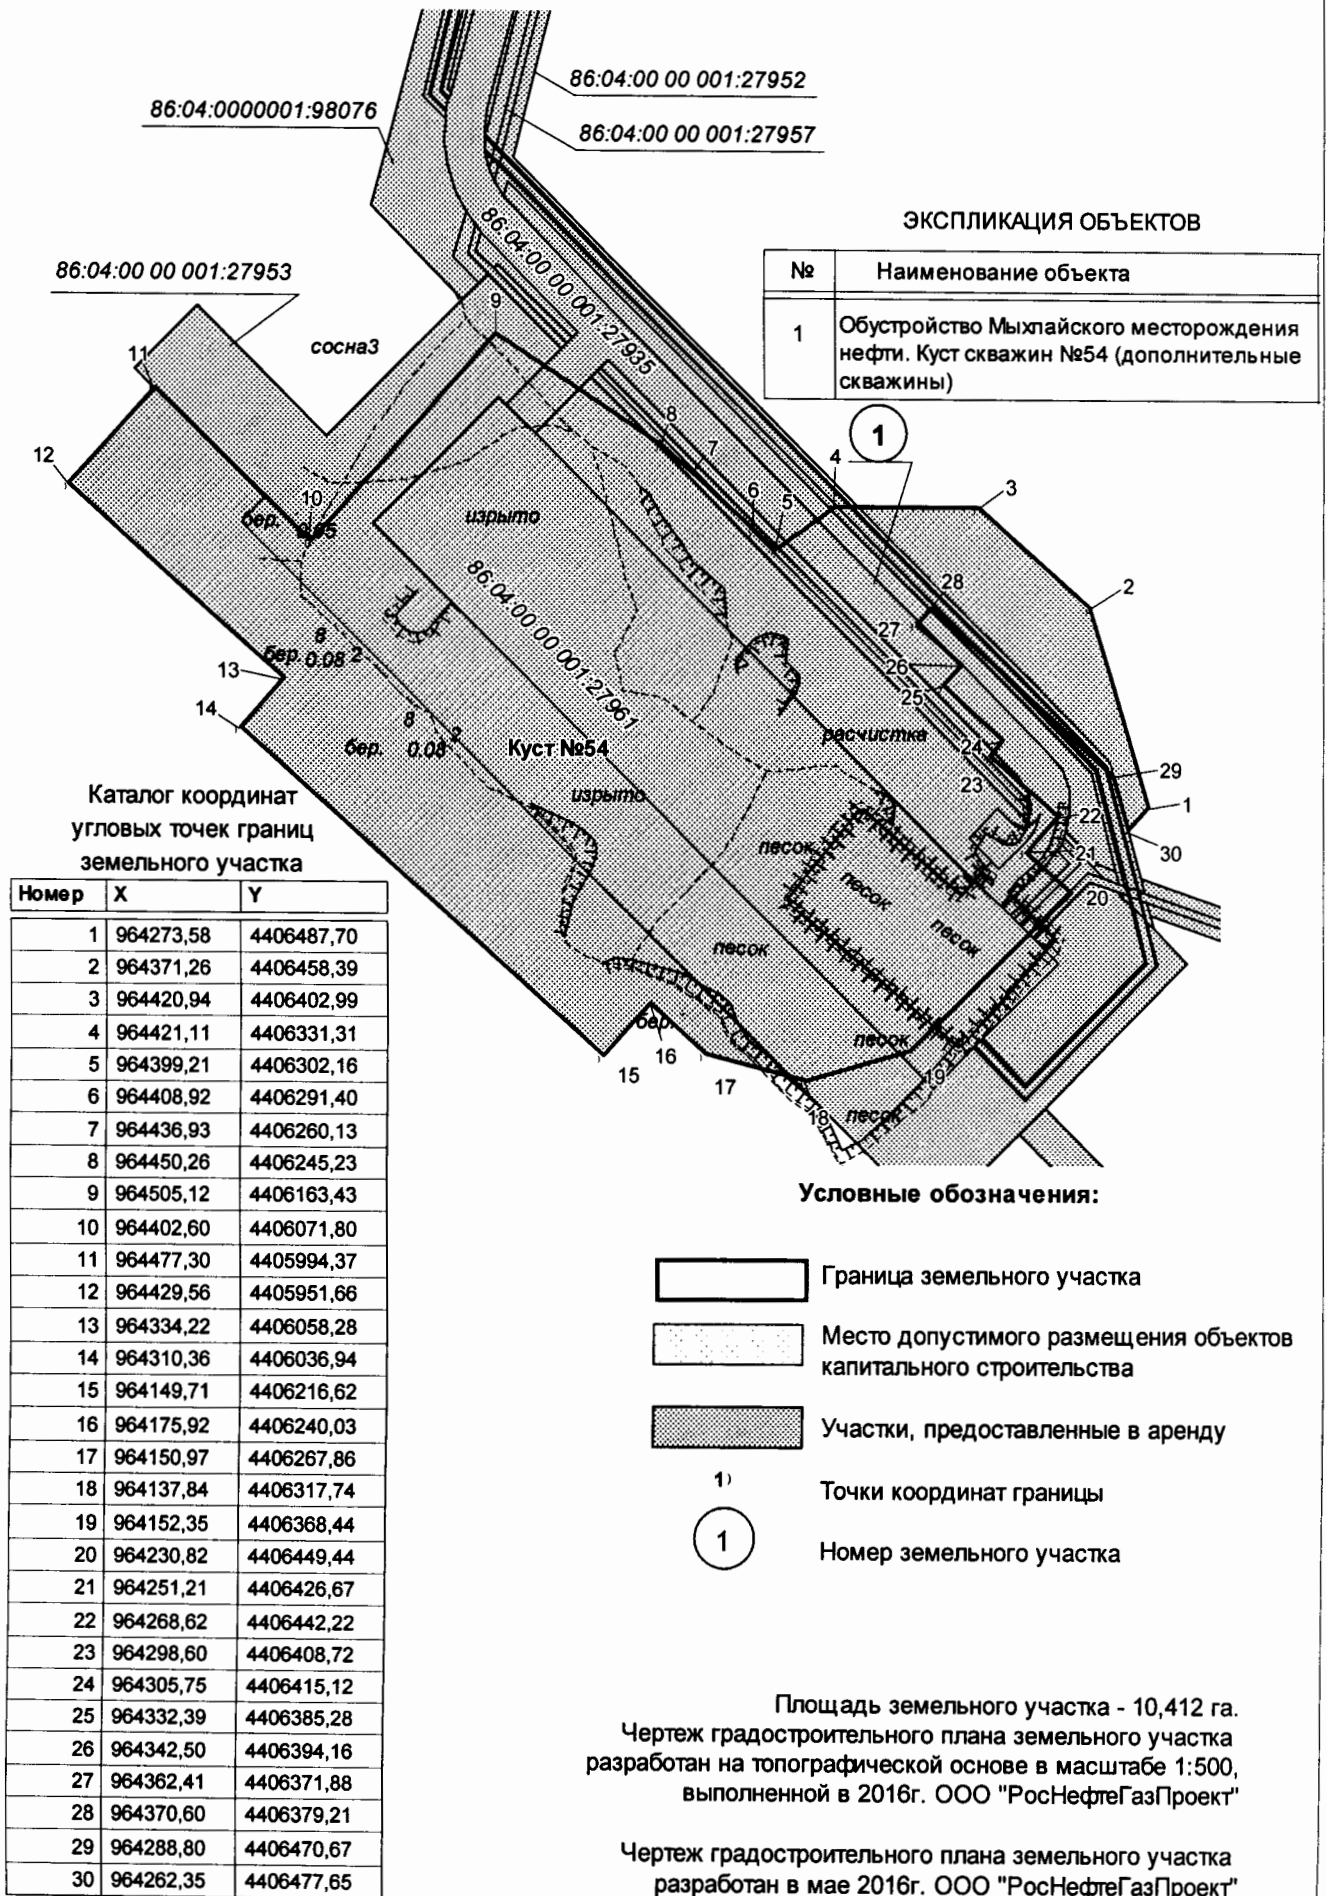 86:04:00 00 001:27952
86:04:0000001:98076
86:04:00 00 001:27957
86:04:00 00 001:27935
86:04:00 00 001:27953
ЭКСПЛИКАЦИЯ ОБЪЕКТОВ
№ Наименование объекта
1 Обустройство Мыхпайского месторождения
нефти. Куст скважин №54 (дополнительные
скважины)
1
сосна3
9
11
12
10
8
7
6
5
4
3
2
28
27
26
25
24
23
29
1
22
21
30
20
13
14
15
16
17
18
19
бер. 0.05
изрыто
86:04:00 00 001:27961
8
бер. 0.08 2
8
бер. 0.08 2
Куст №54
изрыто
расчистка
песок
песок
песок
песок
песок
песок
бер.
Каталог координат
угловых точек границ
земельного участка
Номер X Y
1 964273,58 4406487,70
2 964371,26 4406458,39
3 964420,94 4406402,99
4 964421,11 4406331,31
5 964399,21 4406302,16
6 964408,92 4406291,40
7 964436,93 4406260,13
8 964450,26 4406245,23
9 964505,12 4406163,43
10 964402,60 4406071,80
11 964477,30 4405994,37
12 964429,56 4405951,66
13 964334,22 4406058,28
14 964310,36 4406036,94
15 964149,71 4406216,62
16 964175,92 4406240,03
17 964150,97 4406267,86
18 964137,84 4406317,74
19 964152,35 4406368,44
20 964230,82 4406449,44
21 964251,21 4406426,67
22 964268,62 4406442,22
23 964298,60 4406408,72
24 964305,75 4406415,12
25 964332,39 4406385,28
26 964342,50 4406394,16
27 964362,41 4406371,88
28 964370,60 4406379,21
29 964288,80 4406470,67
30 964262,35 4406477,65
Условные обозначения:
Граница земельного участка
Место допустимого размещения объектов
капитального строительства
Участки, предоставленные в аренду
1) Точки координат границы
1 Номер земельного участка
Площадь земельного участка - 10,412 га.
Чертеж градостроительного плана земельного участка
разработан на топографической основе в масштабе 1:500,
выполненной в 2016г. ООО "РосНефтеГазПроект"
Чертеж градостроительного плана земельного участка
разработан в мае 2016г. ООО "РосНефтеГазПроект"